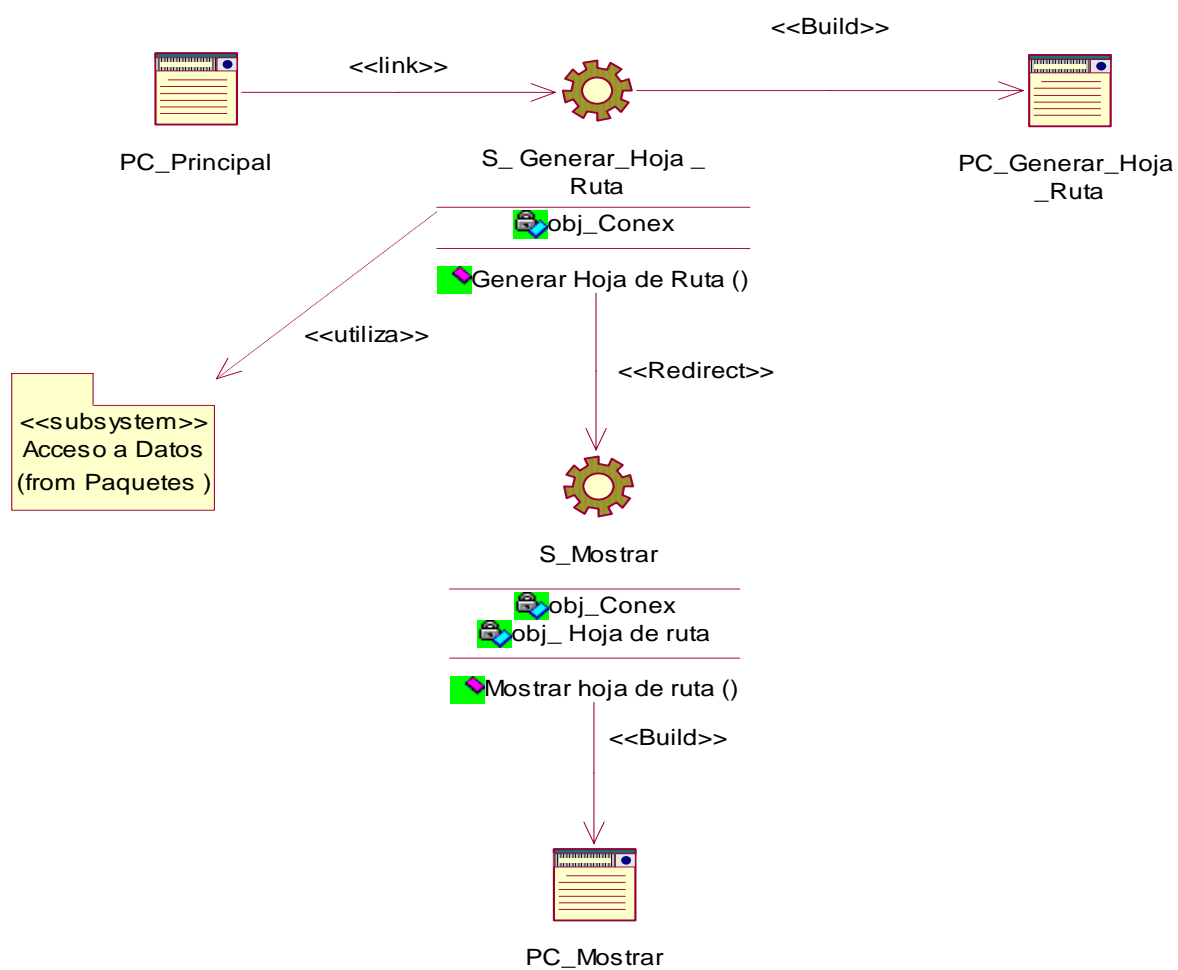 <<Build>>
<<link>>
PC_Principal
S_ Generar_Hoja _
Ruta
PC_Generar_Hoja
_Ruta
obj_Conex
Generar Hoja de Ruta ()
<<utiliza>>
<<Redirect>>
<<subsystem>>
Acceso a Datos
(from Paquetes )
S_Mostrar
obj_Conex
obj_ Hoja de ruta
Mostrar hoja de ruta ()
<<Build>>
PC_Mostrar